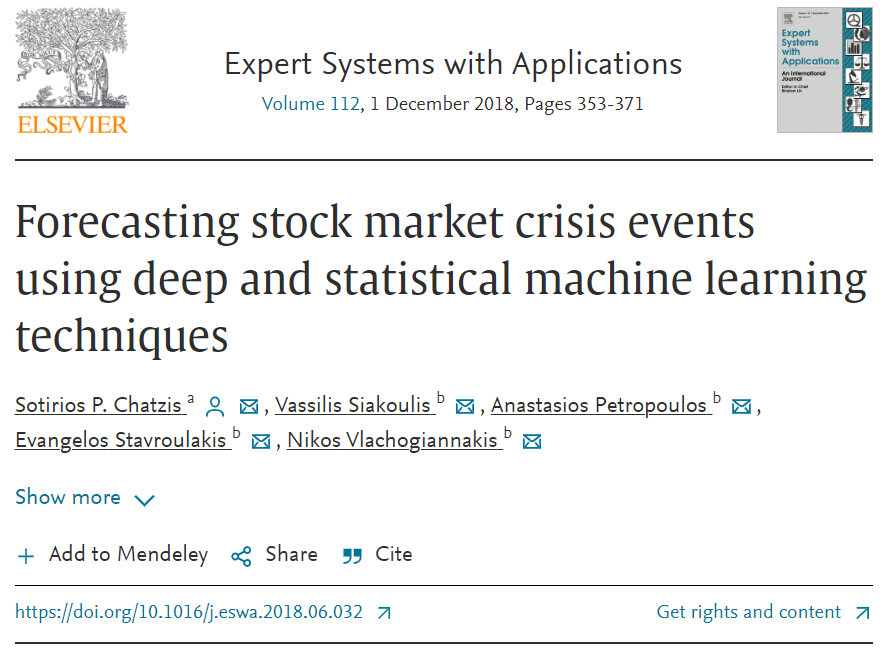 ELSEVIER
Expert Systems with Applications
Volume 112, 1 December 2018, Pages 353-371
Expert
Systems
with
Applications
An International
Journal
Forecasting stock market crisis events
using deep and statistical machine learning
techniques
Sotirios P. Chatzis a , Vassilis Siakoulis b , Anastasios Petropoulos b ,
Evangelos Stavroulakis b , Nikos Vlachogiannakis b
Show more
Add to Mendeley Share Cite
https://doi.org/10.1016/j.eswa.2018.06.032 Get rights and content